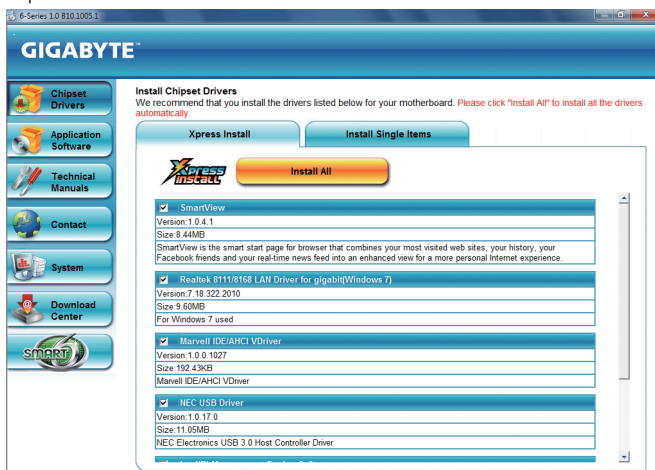 6-Series 1.0 B10.1005.1
GIGABYTE™
Chipset
Drivers
Application
Software
Technical
Manuals
Contact
System
Download
Center
SMART
Install Chipset Drivers
We recommend that you install the drivers listed below for your motherboard. Please click "Install All" to install all the drivers
automatically.
Xpress Install
Install Single Items
Xpress
Install
Install All
SmartView
Version:1.0.4.1
Size:8.44MB
SmartView is the smart start page for browser that combines your most visited web sites, your history, your
Facebook friends and your real-time news feed into an enhanced view for a more personal Internet experience.
Realtek 8111/8168 LAN Driver for gigabit(Windows 7)
Version:7.18.322.2010
Size:9.60MB
For Windows 7 used
Marvell IDE/AHCI VDriver
Version:1.0.0.1027
Size:192.43KB
Marvell IDE/AHCI VDriver
NEC USB Driver
Version:1.0.17.0
Size:11.05MB
NEC Electronics USB 3.0 Host Controller Driver